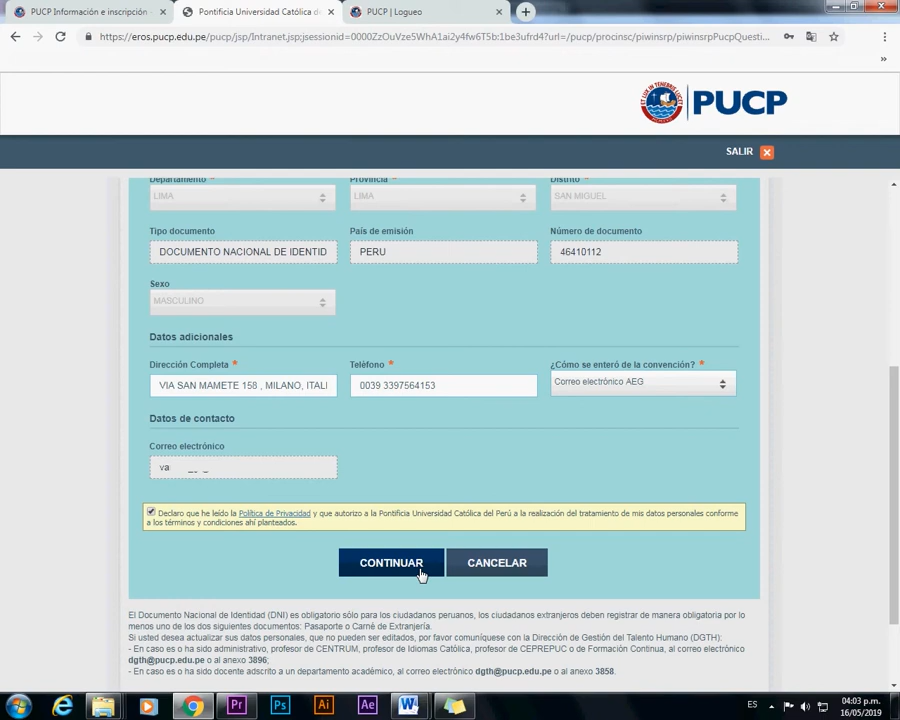 PUCP Información e inscripción
Pontificia Universidad Católica de
PUCP | Logueo
https://eros.pucp.edu.pe/pucp/jsp/Intranet.jsp;jsessionid=0000ZzOuVze5WhA1ai2y4fw6T5b:1be3ufrd4?url=/pucp/procinsc/piwinsrp/piwinsrpPucpQuesti...
PUCP
SALIR
Departamento * Provincia * Distrito *
LIMA LIMA SAN MIGUEL
Tipo documento País de emisión Número de documento
DOCUMENTO NACIONAL DE IDENTID PERU 46410112
Sexo
MASCULINO
Datos adicionales
Dirección Completa * Teléfono * ¿Cómo se enteró de la convención? *
VIA SAN MAMETE 158 , MILANO, ITALI 0039 3397564153 Correo electrónico AEG
Datos de contacto
Correo electrónico
va
Declaro que he leído la Política de Privacidad y que autorizo a la Pontificia Universidad Católica del Perú a la realización del tratamiento de mis datos personales conforme
a los términos y condiciones ahí planteados.
CONTINUAR CANCELAR
El Documento Nacional de Identidad (DNI) es obligatorio sólo para los ciudadanos peruanos, los ciudadanos extranjeros deben registrar de manera obligatoria por lo
menos uno de los dos siguientes documentos: Pasaporte o Carné de Extranjería.
Si usted desea actualizar sus datos personales, que no pueden ser editados, por favor comuníquese con la Dirección de Gestión del Talento Humano (DGTH):
- En caso es o ha sido administrativo, profesor de CENTRUM, profesor de Idiomas Católica, profesor de CEPREPUC o de Formación Continua, al correo electrónico
dgth@pucp.edu.pe o al anexo 3896;
- En caso es o ha sido docente adscrito a un departamento académico, al correo electrónico dgth@pucp.edu.pe o al anexo 3858.
Pr Ps Ai Ae W
ES
04:03 p.m.
16/05/2019